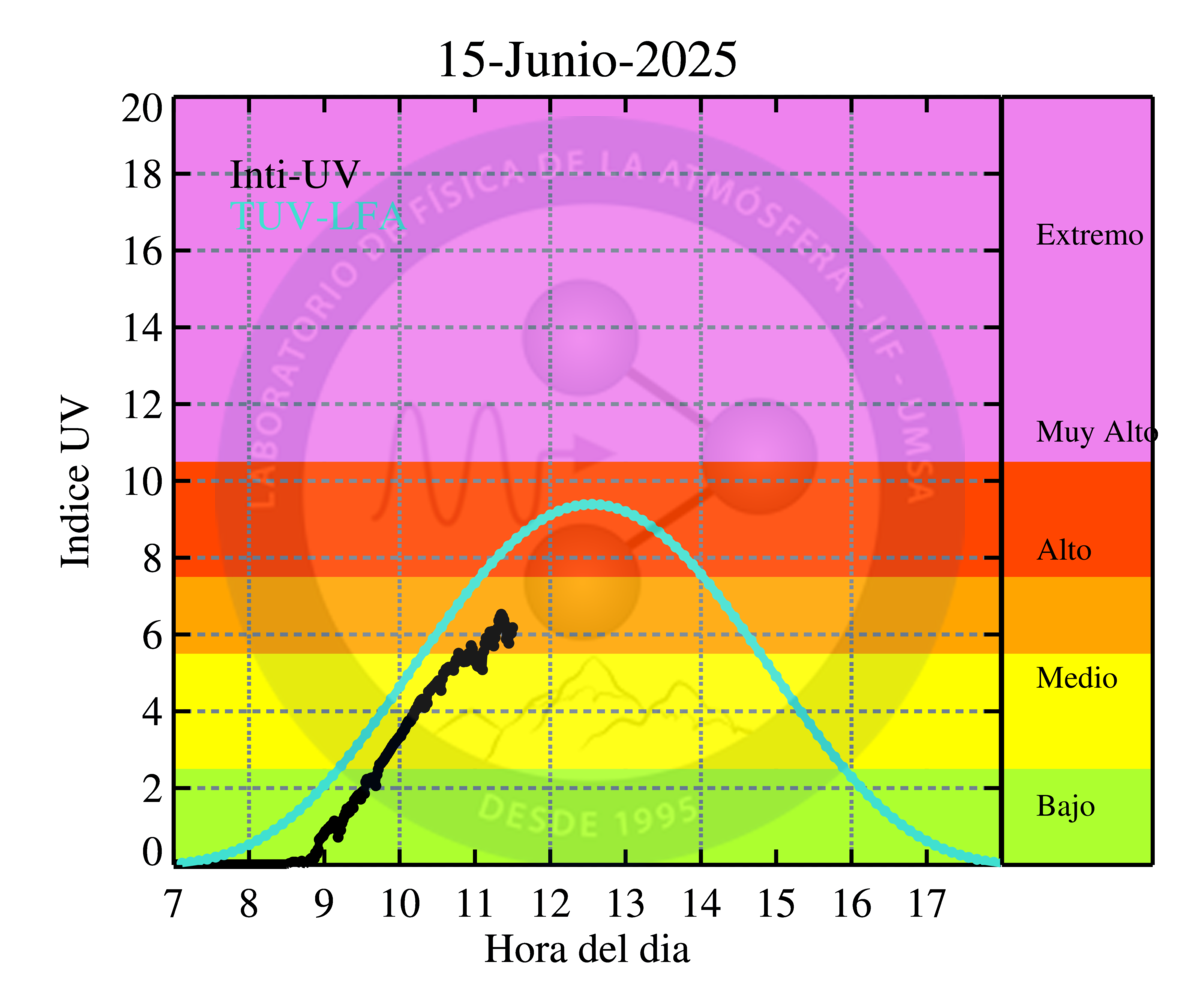 15-Junio-2025
20
18
16
14
12
10
8
6
4
2
0
Indice UV
Inti-UV
TUV-LFA
LABORATORIO DE FÍSICA DE LA ATMÓSFERA - IIF - UMSA
DESDE 1995
Extremo
Muy Alto
Alto
Medio
Bajo
7 8 9 10 11 12 13 14 15 16 17
Hora del dia